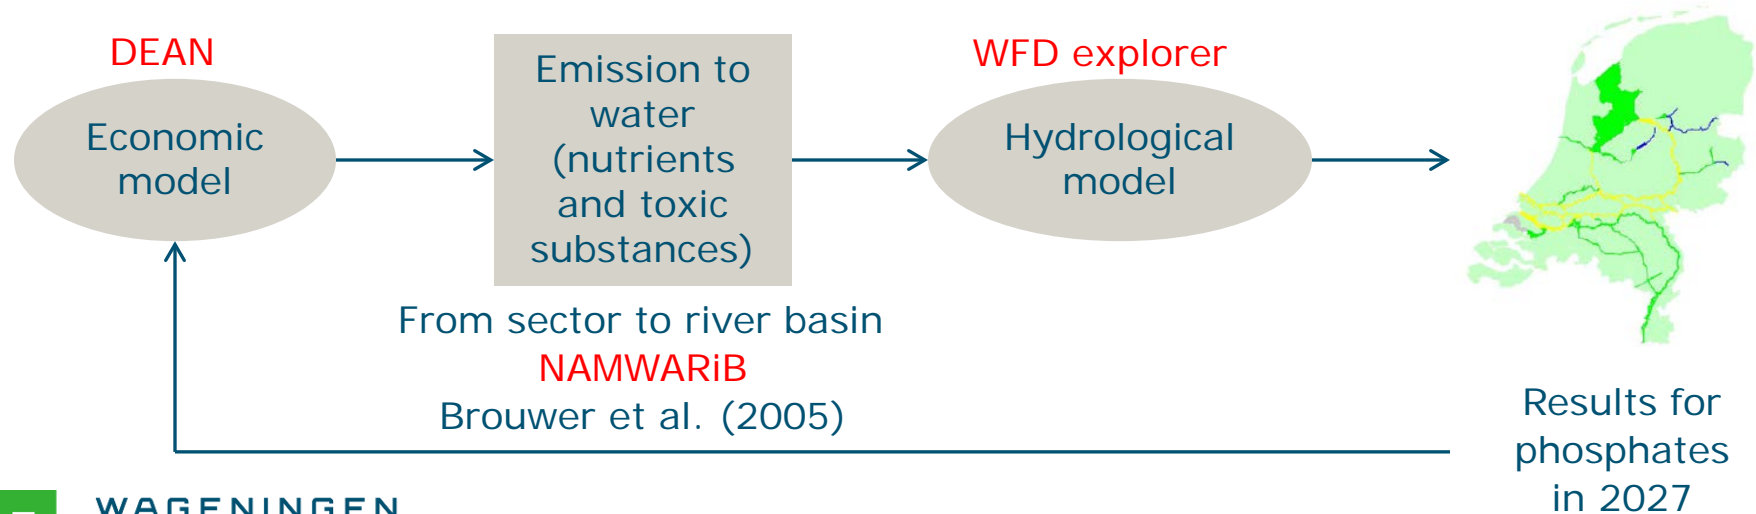 DEAN
Economic
model
Emission to
water
(nutrients
and toxic
substances)
From sector to river basin
NAMWARiB
Brouwer et al. (2005)
WFD explorer
Hydrological
model
Results for
phosphates
in 2027
WAGENINGEN